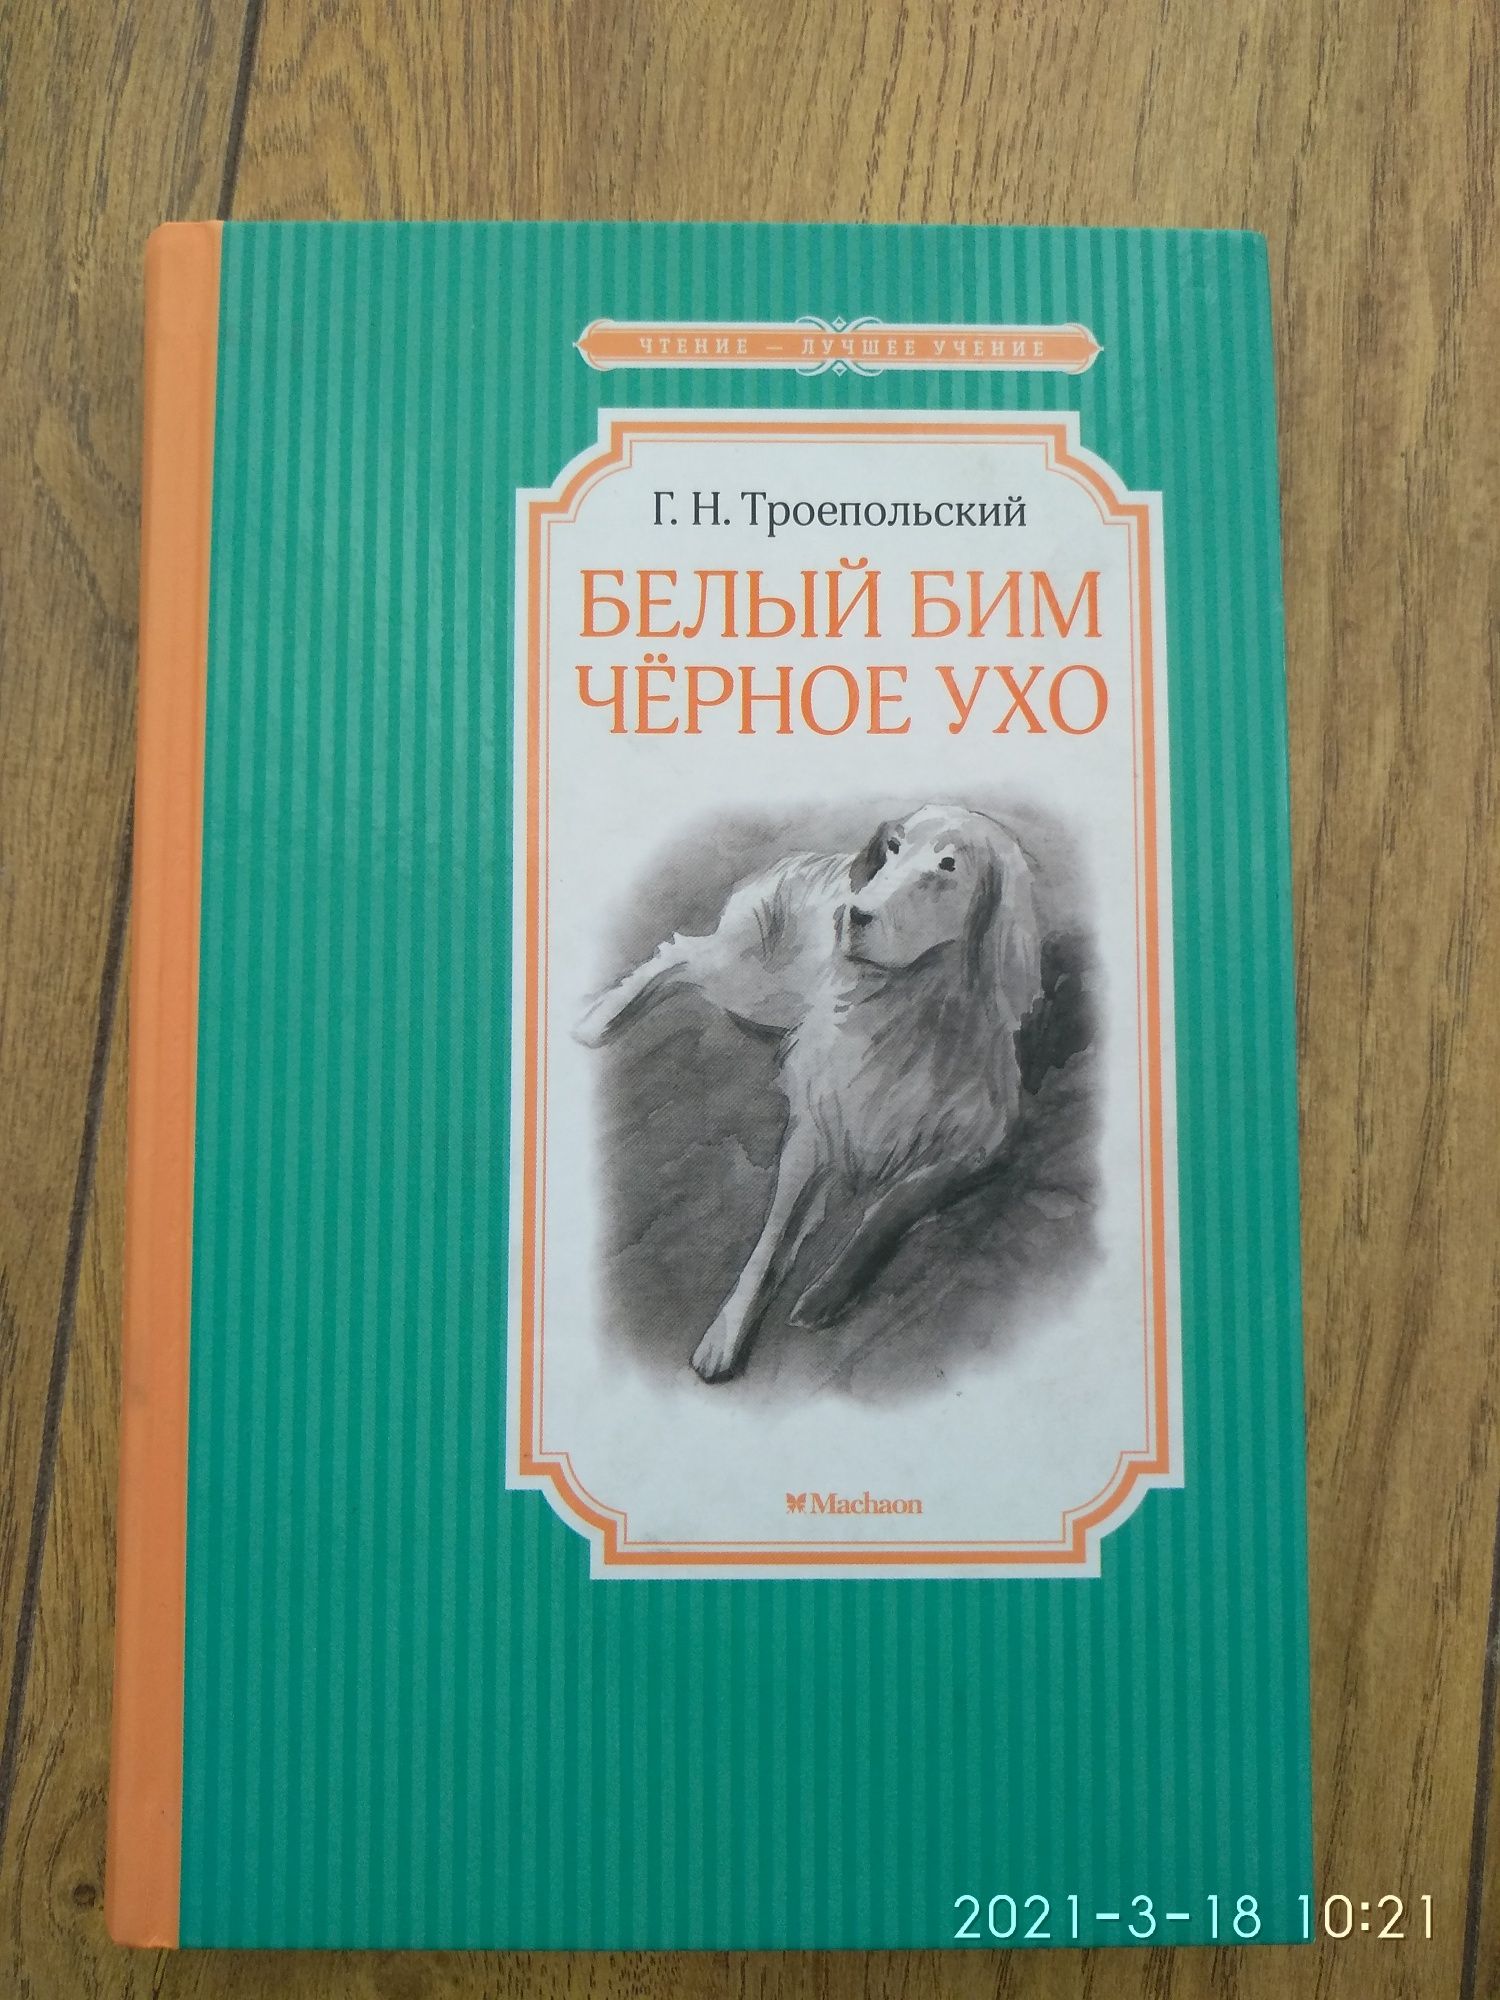 ЧТЕНИЕ — ЛУЧШЕЕ УЧЕНИЕ
Г. Н. Троепольский
БЕЛЫЙ БИМ
ЧЁРНОЕ УХО
Machaon
2021-3-18 10:21